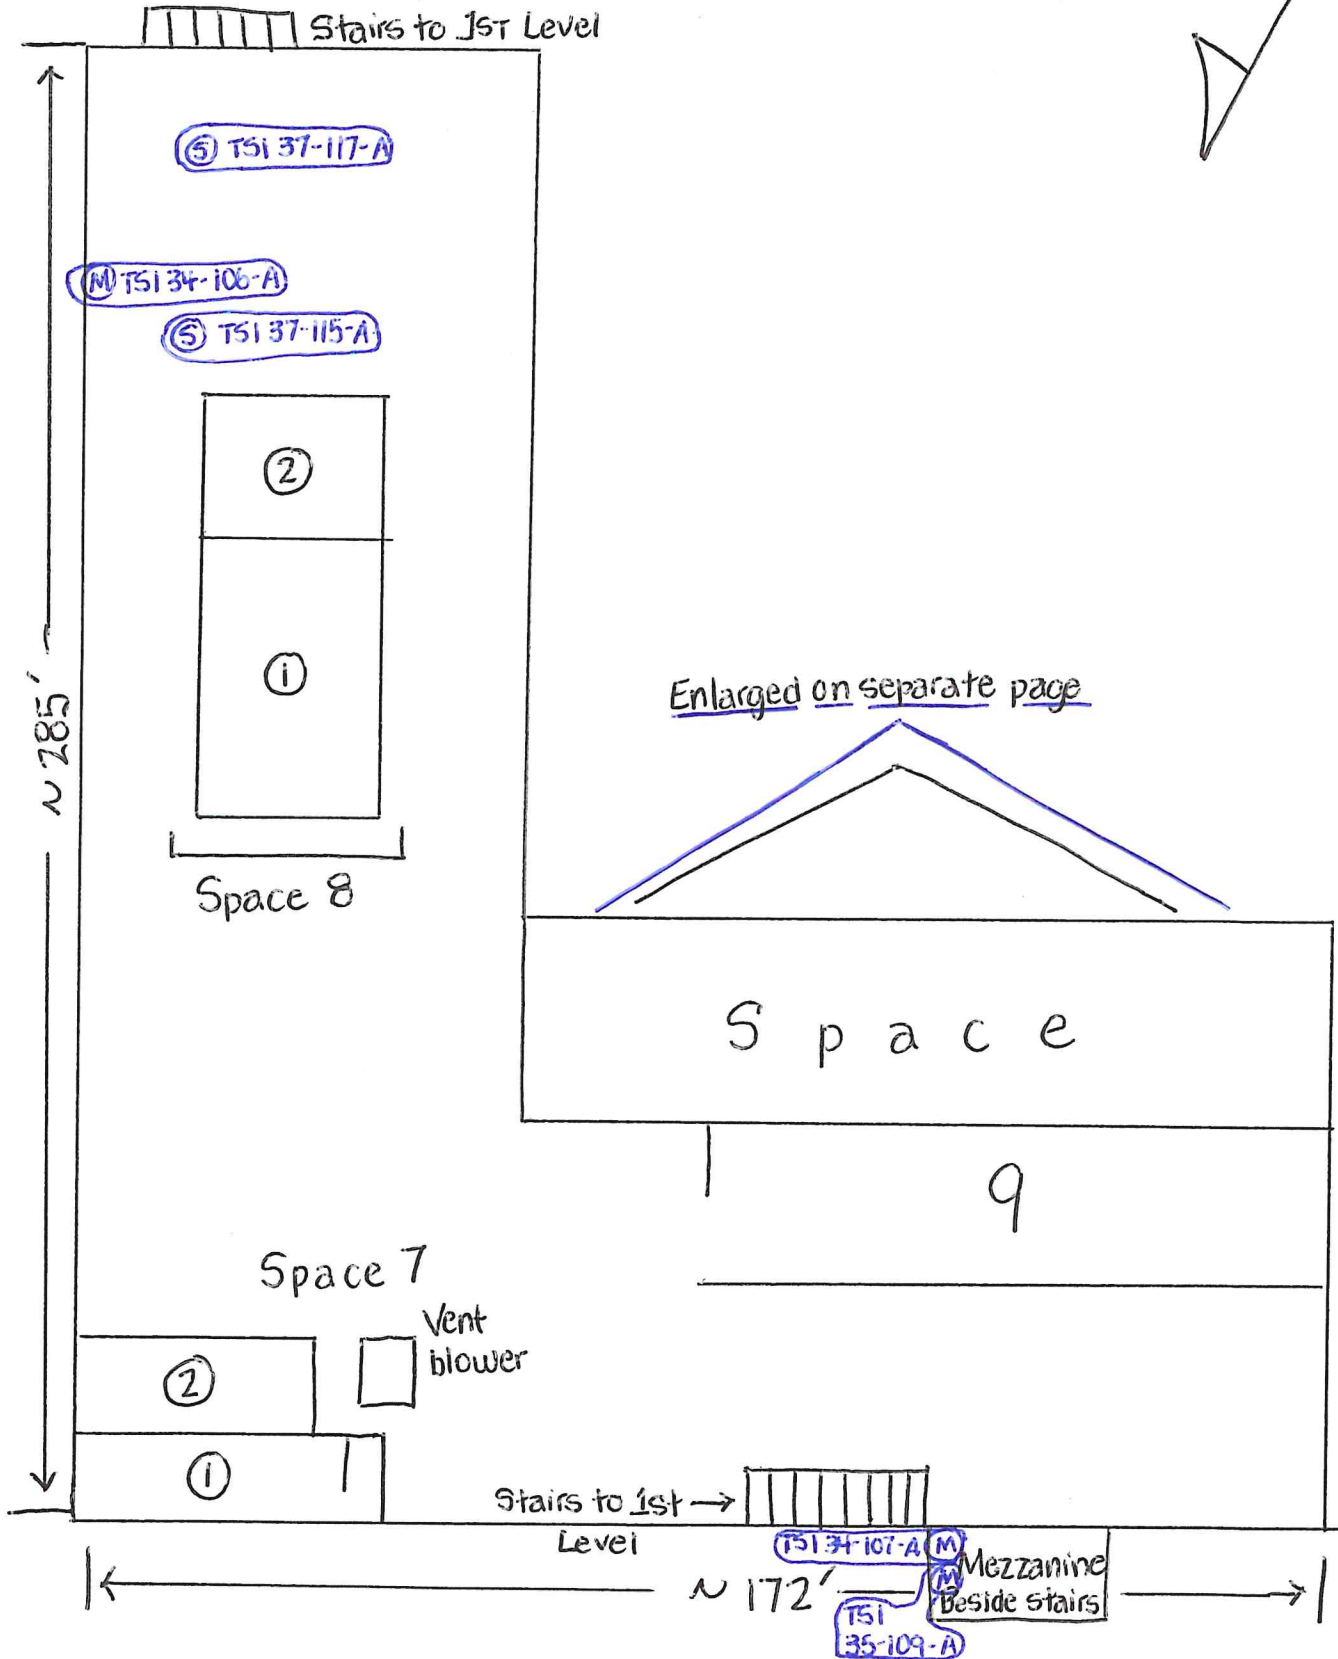 Stairs to 1ST Level
Ⓢ TSI 37-117-A
Ⓜ TSI 34-106-A
Ⓢ TSI 37-115-A
②
①
~ 285'
Space 8
Enlarged on separate page
Space
9
Space 7
Vent
blower
②
①
Stairs to 1st →
Level
TSI 34-107-A Ⓜ
Ⓜ
Mezzanine
Beside stairs
~ 172'
TSI
35-109-A